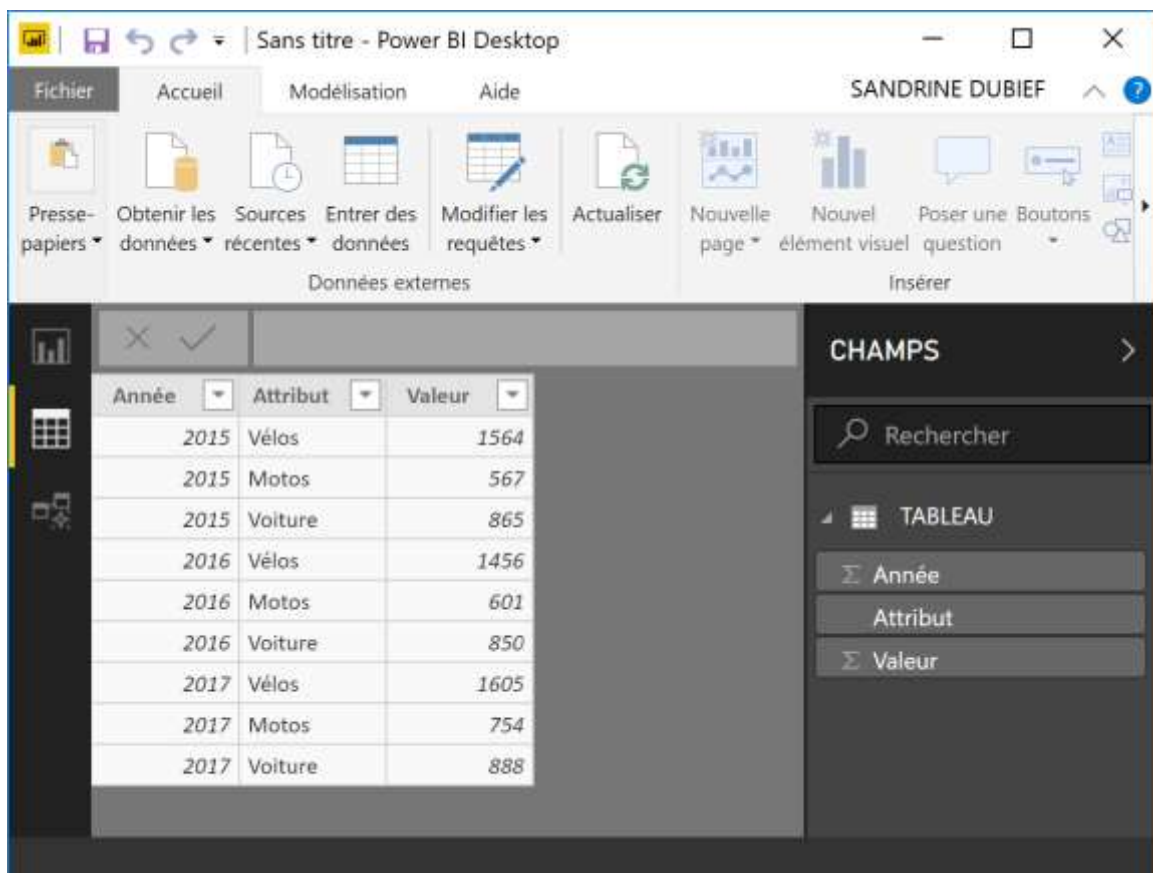 Sans titre - Power BI Desktop
Fichier Accueil Modélisation Aide SANDRINE DUBIEF ?
Presse-papiers
Obtenir les données
Sources récentes
Entrer des données
Modifier les requêtes
Actualiser
Nouvelle page
Nouvel élément visuel
Poser une question
Boutons
Données externes
Insérer
Année Attribut Valeur
2015 Vélos 1564
2015 Motos 567
2015 Voiture 865
2016 Vélos 1456
2016 Motos 601
2016 Voiture 850
2017 Vélos 1605
2017 Motos 754
2017 Voiture 888
CHAMPS
Rechercher
TABLEAU
Σ Année
Attribut
Σ Valeur